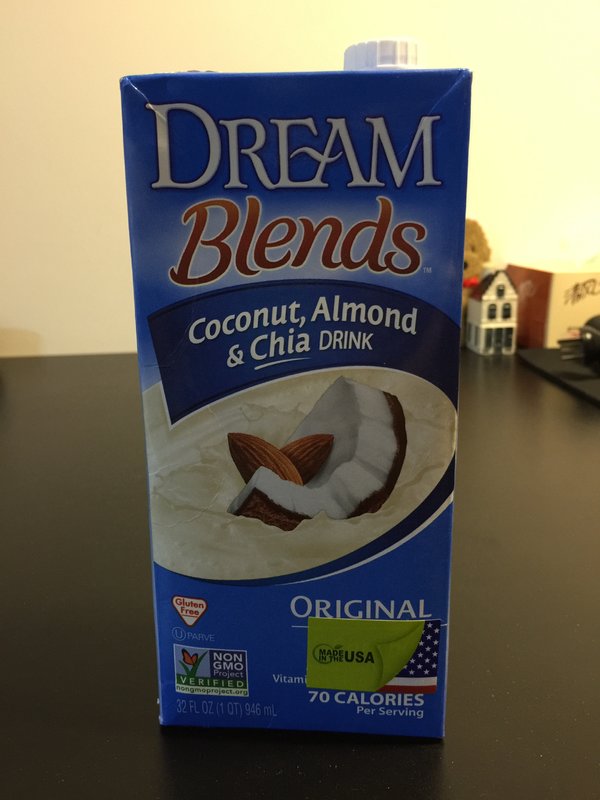 DREAM
Blends™
Coconut, Almond
& Chia DRINK
Gluten
Free
U PARVE
ORIGINAL
NON
GMO
Project
VERIFIED
nongmoproject.org
MADE
IN THE
USA
70 CALORIES
Per Serving
32 FL OZ (1 QT) 946 mL